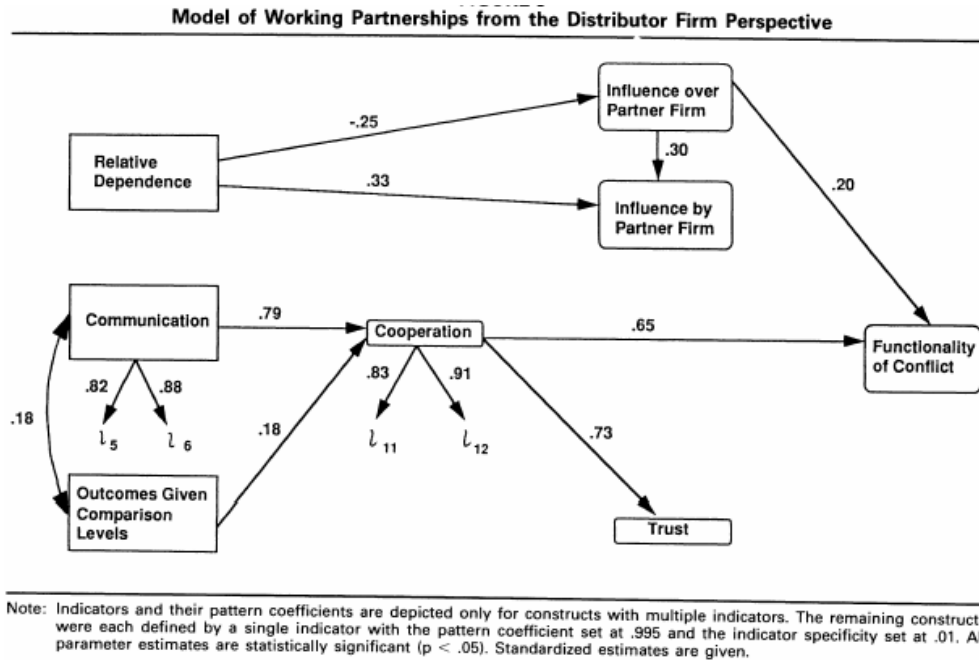 Model of Working Partnerships from the Distributor Firm Perspective
Influence over
Partner Firm
-.25
.30
Relative
Dependence
.33
.20
Influence by
Partner Firm
Communication
.79
Cooperation
.65
Functionality
of Conflict
.82
.88
.83
.91
.18
l5
l6
.18
l11
l12
.73
Outcomes Given
Comparison
Levels
Trust
Note: Indicators and their pattern coefficients are depicted only for constructs with multiple indicators. The remaining construct
were each defined by a single indicator with the pattern coefficient set at .995 and the indicator specificity set at .01. A
parameter estimates are statistically significant (p < .05). Standardized estimates are given.